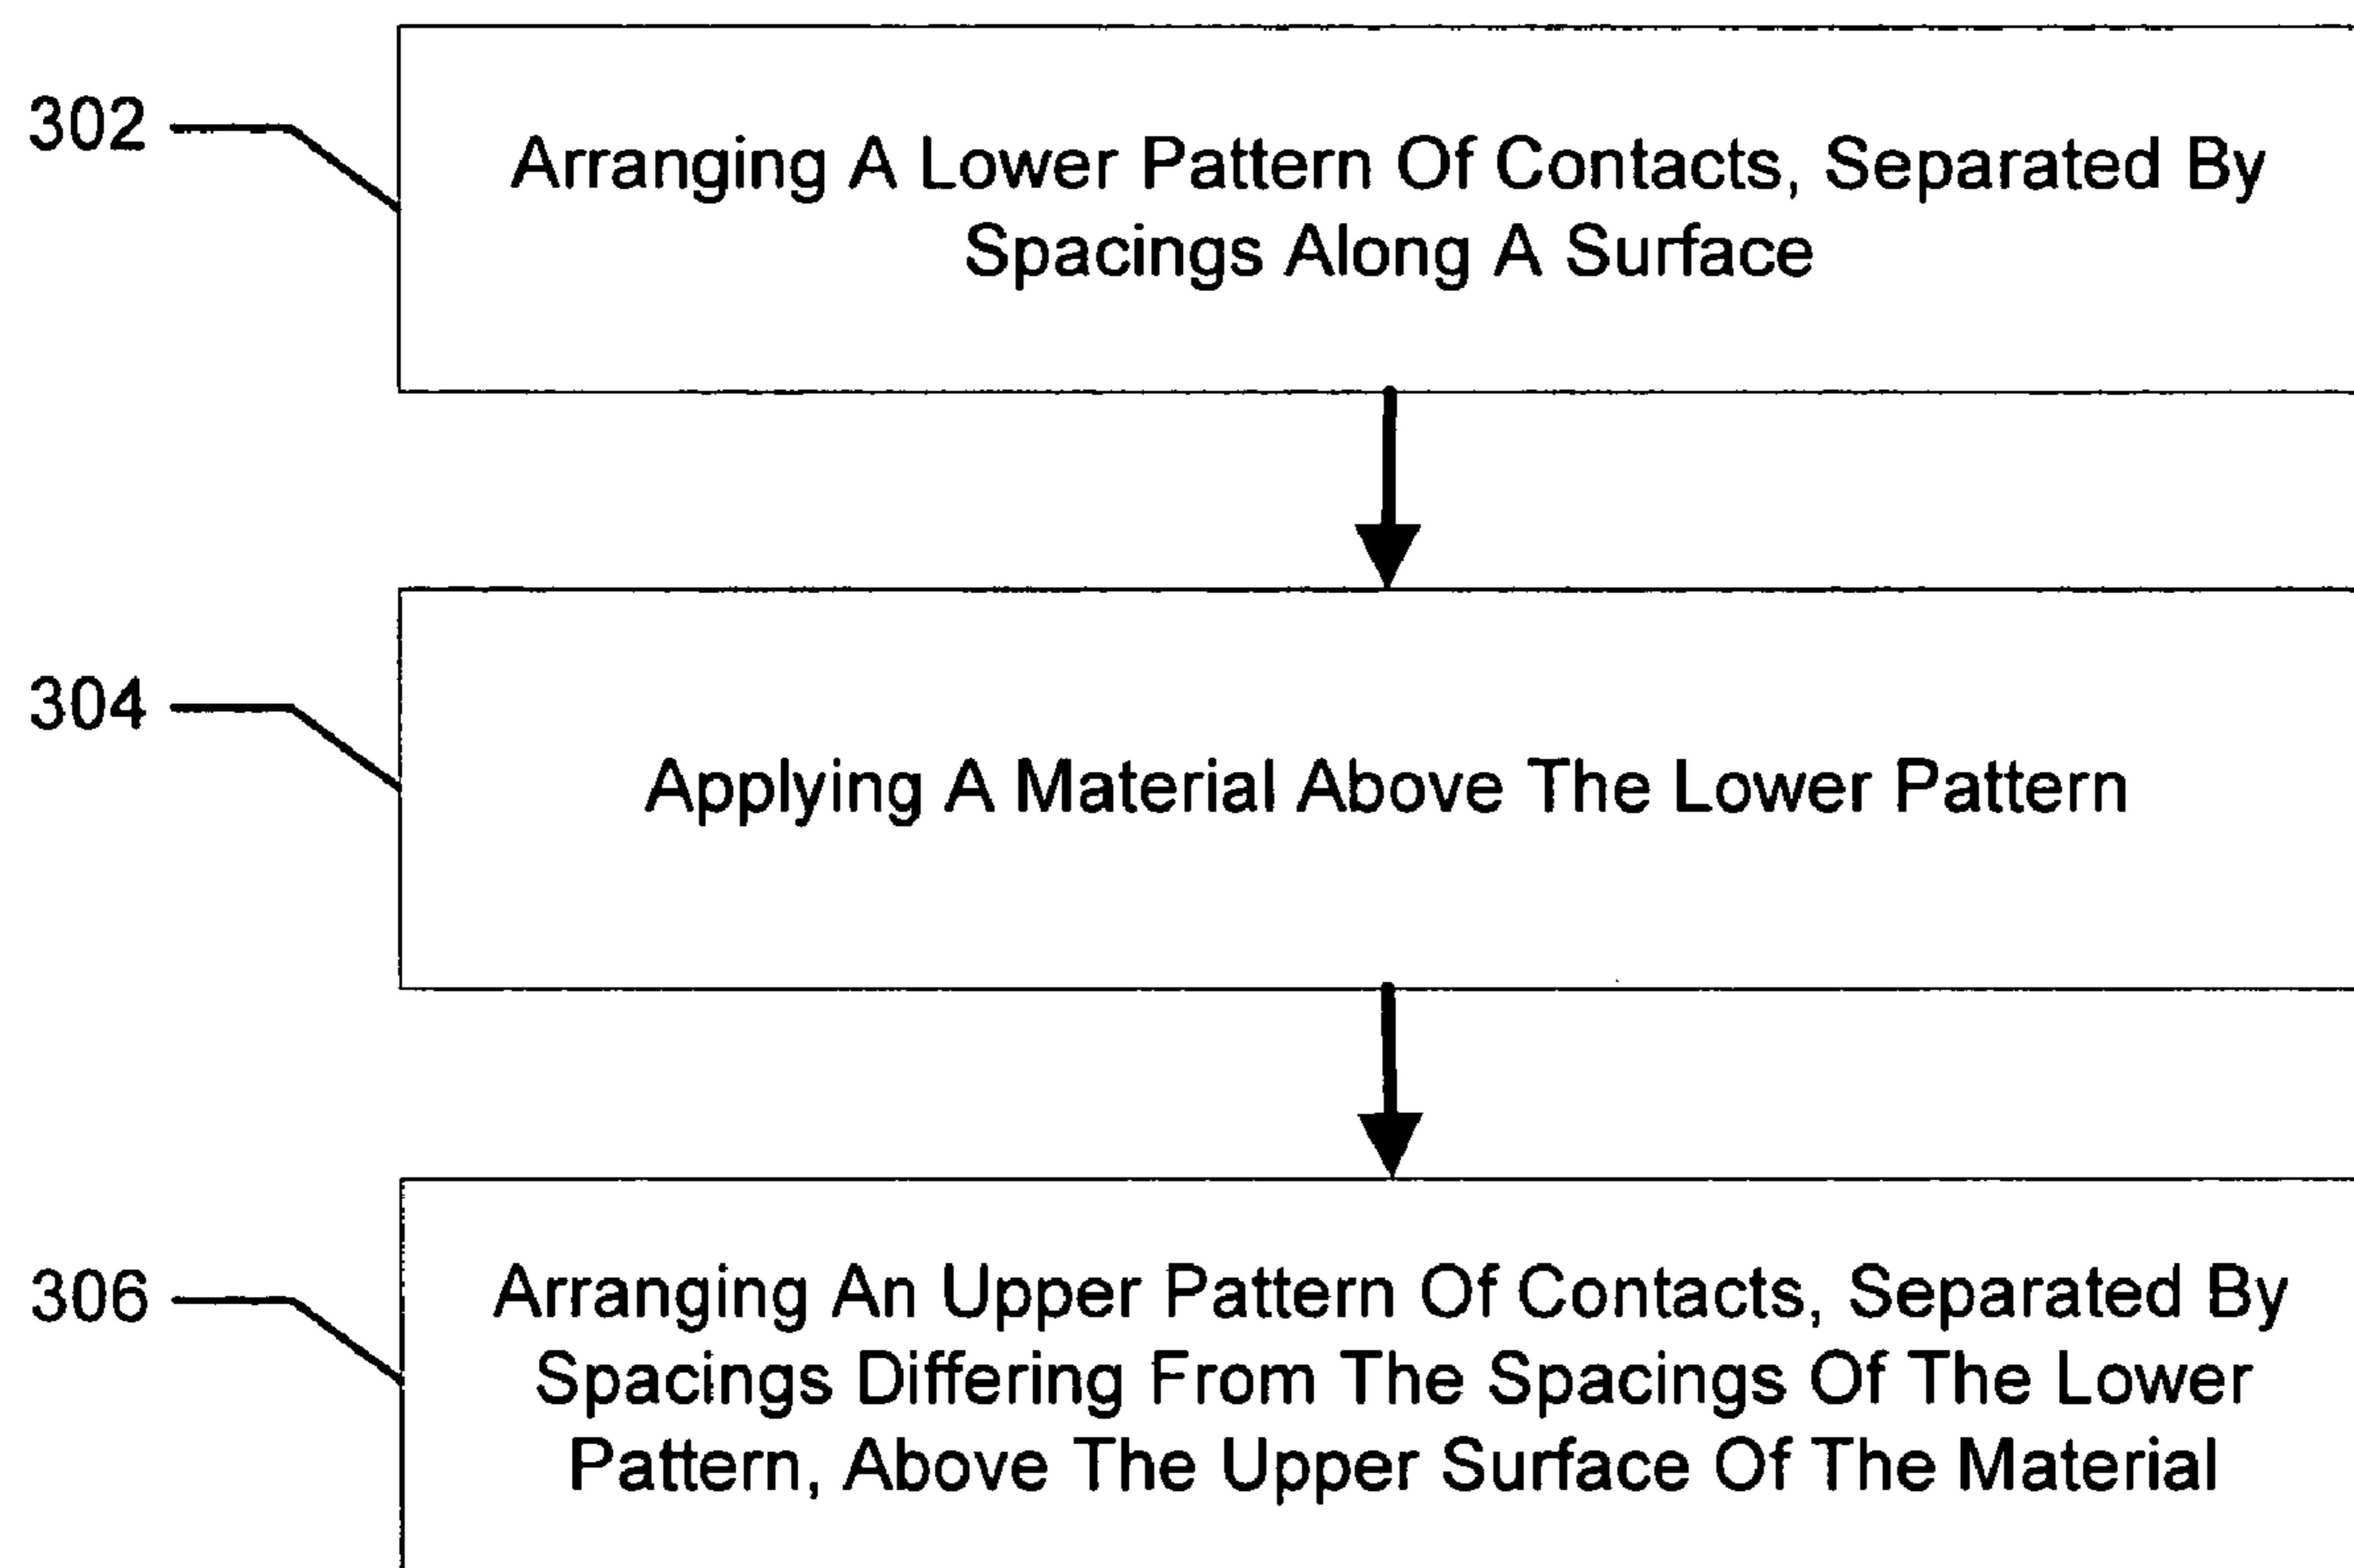 302
Arranging A Lower Pattern Of Contacts, Separated By
Spacings Along A Surface
304
Applying A Material Above The Lower Pattern
306
Arranging An Upper Pattern Of Contacts, Separated By
Spacings Differing From The Spacings Of The Lower
Pattern, Above The Upper Surface Of The Material